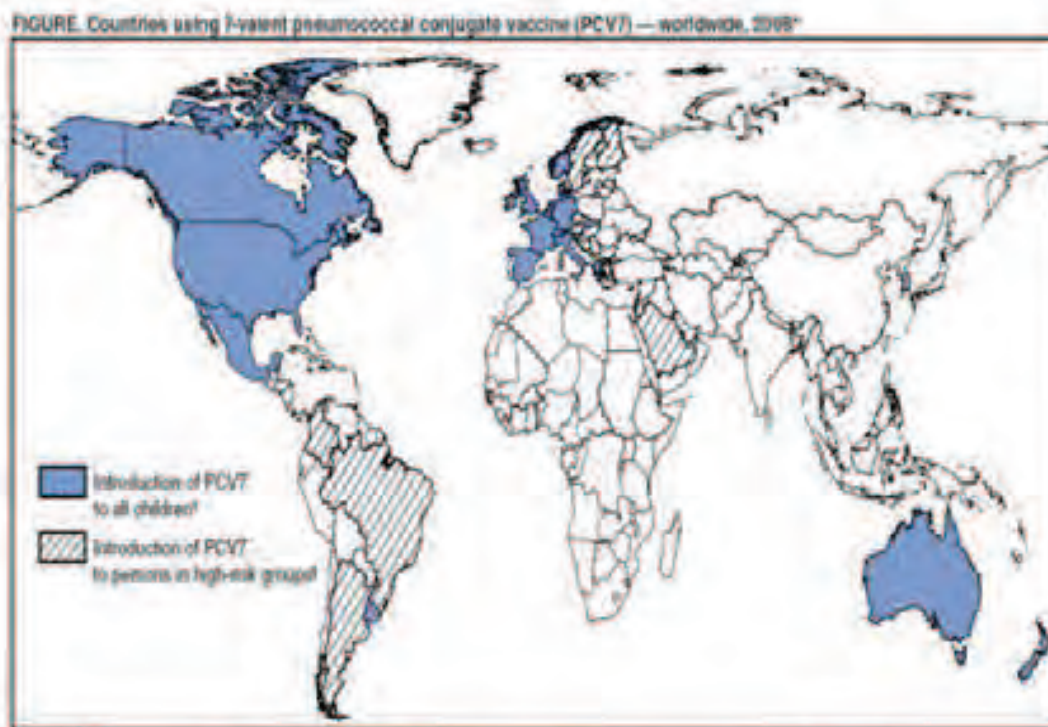 FIGURE. Countries using 7-valent pneumococcal conjugate vaccine (PCV7) — worldwide, 2008*
Introduction of PCV7
to all children†
Introduction of PCV7
to persons in high-risk groups§